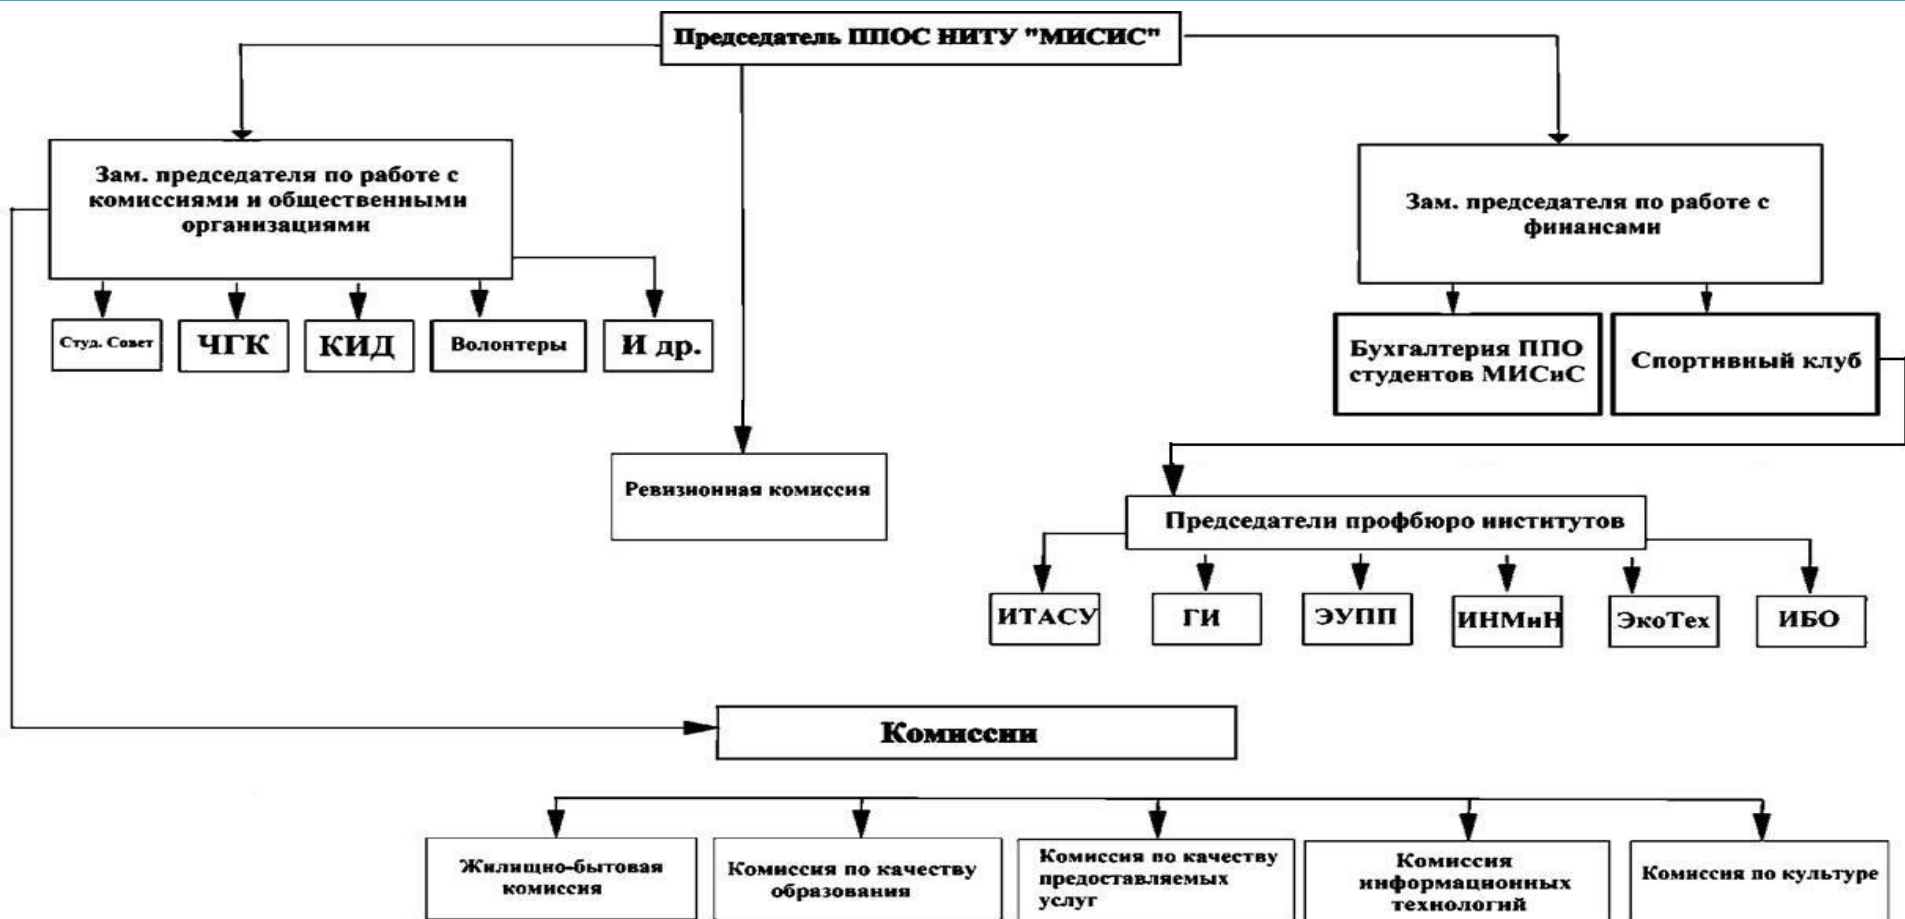 Председатель ППОС НИТУ "МИСИС"
Зам. председателя по работе с
комиссиями и общественными
организациями
Зам. председателя по работе с
финансами
Студ. Совет
ЧГК
КИД
Волонтеры
И др.
Бухгалтерия ППО
студентов МИСиС
Спортивный клуб
Ревизионная комиссия
Председатели профбюро институтов
ИТАСУ
ГИ
ЭУПП
ИНМиН
ЭкоТех
ИБО
Комиссии
Жилищно-бытовая
комиссия
Комиссия по качеству
образования
Комиссия по качеству
предоставляемых
услуг
Комиссия
информационных
технологий
Комиссия по культуре